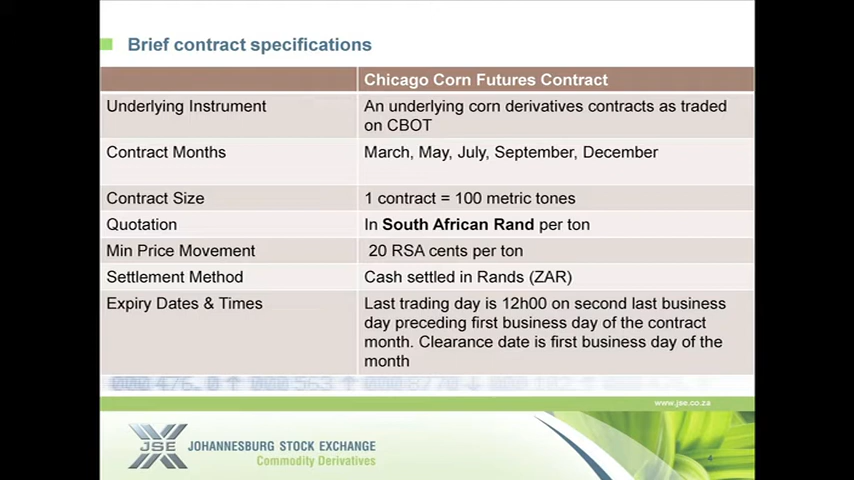 Brief contract specifications
Chicago Corn Futures Contract
Underlying Instrument
An underlying corn derivatives contracts as traded
on CBOT
Contract Months
March, May, July, September, December
Contract Size
1 contract = 100 metric tones
Quotation
In South African Rand per ton
Min Price Movement
20 RSA cents per ton
Settlement Method
Cash settled in Rands (ZAR)
Expiry Dates & Times
Last trading day is 12h00 on second last business
day preceding first business day of the contract
month. Clearance date is first business day of the
month
www.jse.co.za
JSE
JOHANNESBURG STOCK EXCHANGE
Commodity Derivatives
4